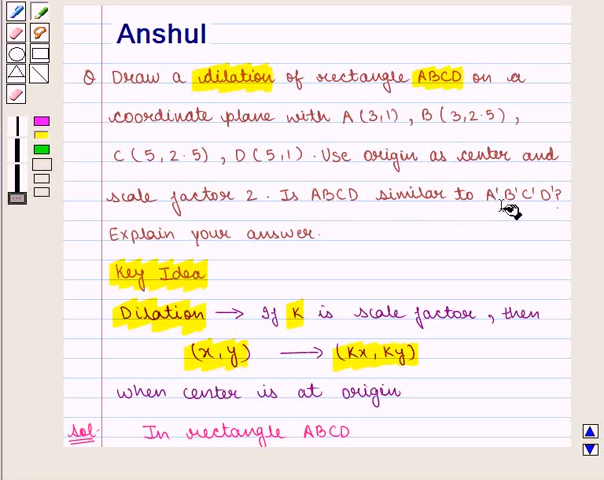 Anshul
Q Draw a dilation of rectangle ABCD on a
coordinate plane with A(3,1), B(3,2.5),
C(5,2.5), D(5,1). Use origin as center and
scale factor 2. Is ABCD similar to A'B'C'D'?
Explain your answer.
Key Idea
Dilation → If K is scale factor, then
(x,y) → (Kx,Ky)
when center is at origin
Sol. In rectangle ABCD